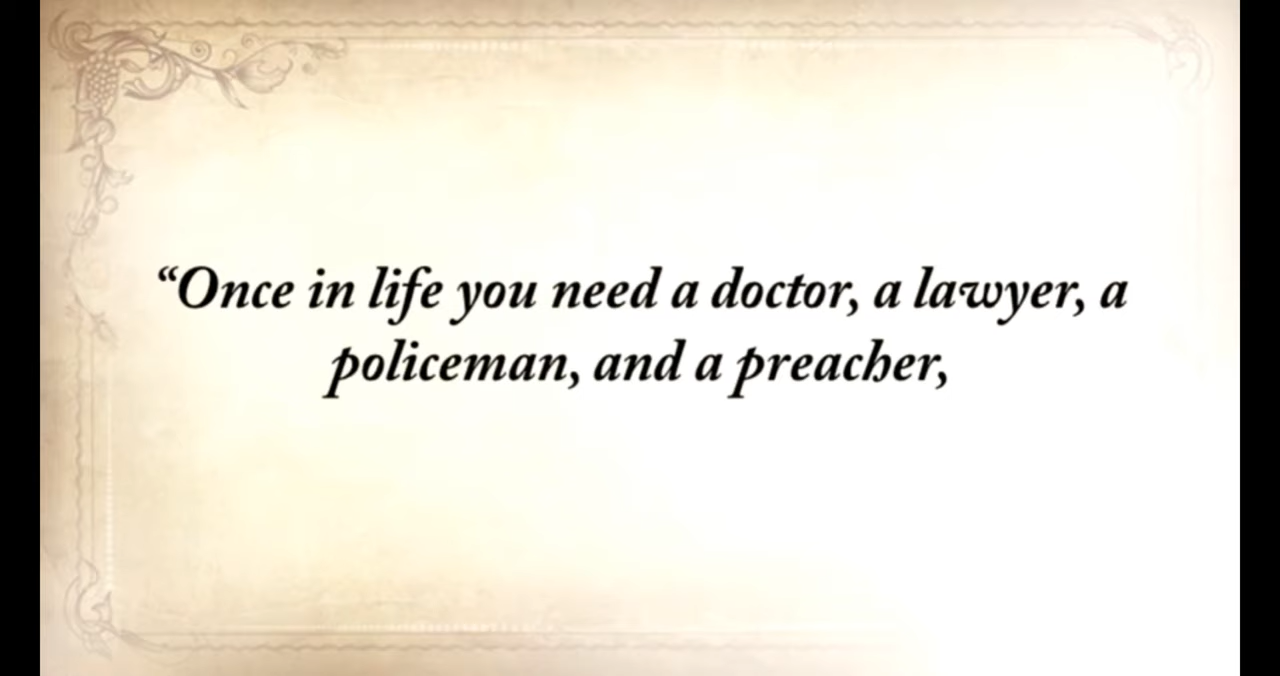 “Once in life you need a doctor, a lawyer, a
policeman, and a preacher,